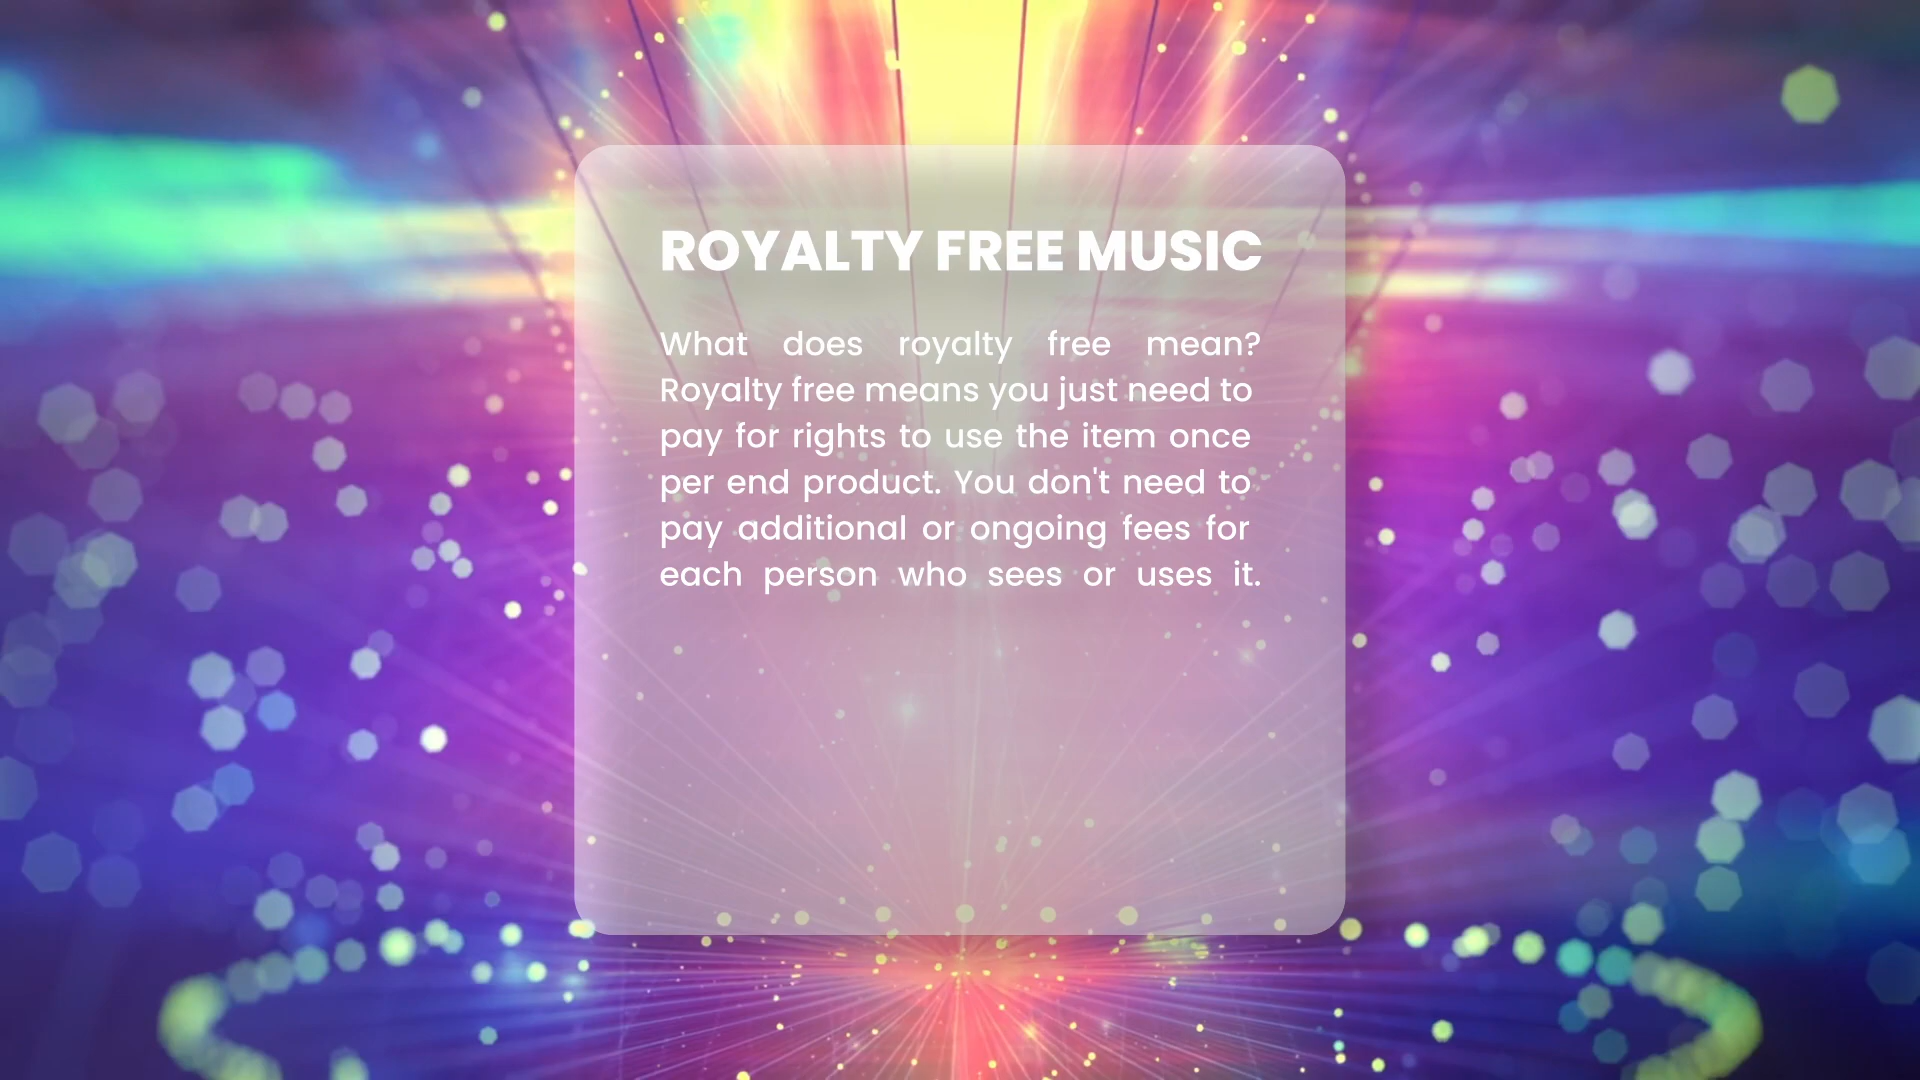 ROYALTY FREE MUSIC
What does royalty free mean?
Royalty free means you just need to
pay for rights to use the item once
per end product. You don't need to
pay additional or ongoing fees for
each person who sees or uses it.